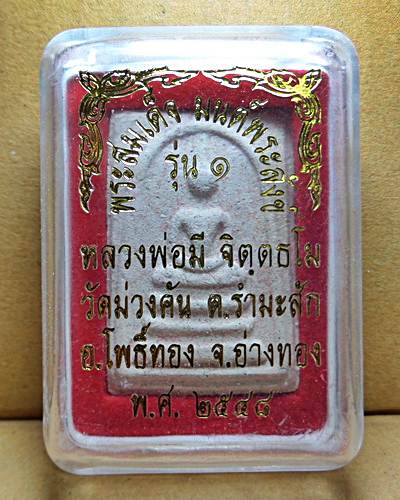 พระสมเด็จ มนต์พระสังข์
รุ่น ๑
หลวงพ่อมี จิตฺตธโม
วัดม่วงคัน ต.รำมะสัก
อ.โพธิ์ทอง จ.อ่างทอง
พ.ศ. ๒๕๔๘